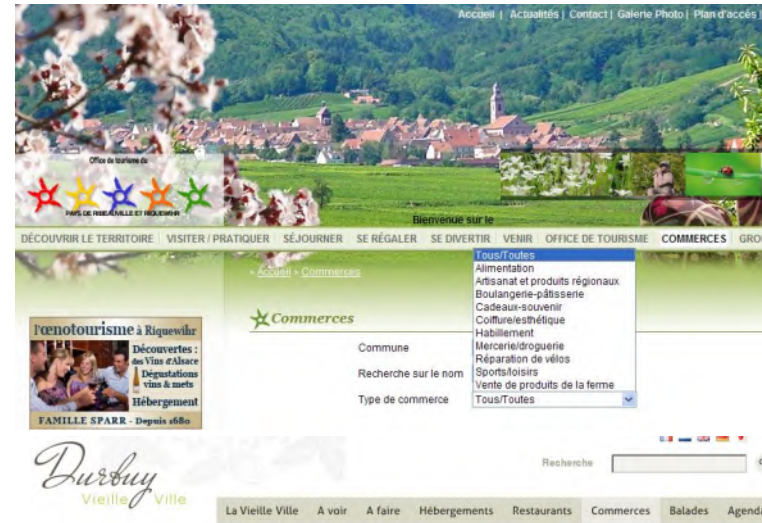 Accueil | Actualités | Contact | Galerie Photo | Plan d'accès |
Office de tourisme du
PAYS DE RIBEAUVILLE ET RIQUEWIHR
Bienvenue sur le
DÉCOUVRIR LE TERRITOIRE VISITER / PRATIQUER SÉJOURNER SE RÉGALER SE DIVERTIR VENIR OFFICE DE TOURISME COMMERCES GRO
» Accueil » Commerces
Tous/Toutes
Alimentation
Artisanat et produits régionaux
Boulangerie-pâtisserie
Cadeaux-souvenir
Coiffure/esthétique
Habillement
Mercerie/droguerie
Réparation de vélos
Sports/loisirs
Vente de produits de la ferme
Commerces
Commune
Recherche sur le nom
Type de commerce Tous/Toutes
l'œnotourisme à Riquewihr
Découvertes :
des Vins d'Alsace
Dégustations
vins & mets
Hébergement
FAMILLE SPARR - Depuis 1680
Durbuy
Vieille Ville
Recherche
La Vieille Ville A voir A faire Hébergements Restaurants Commerces Balades Agenda